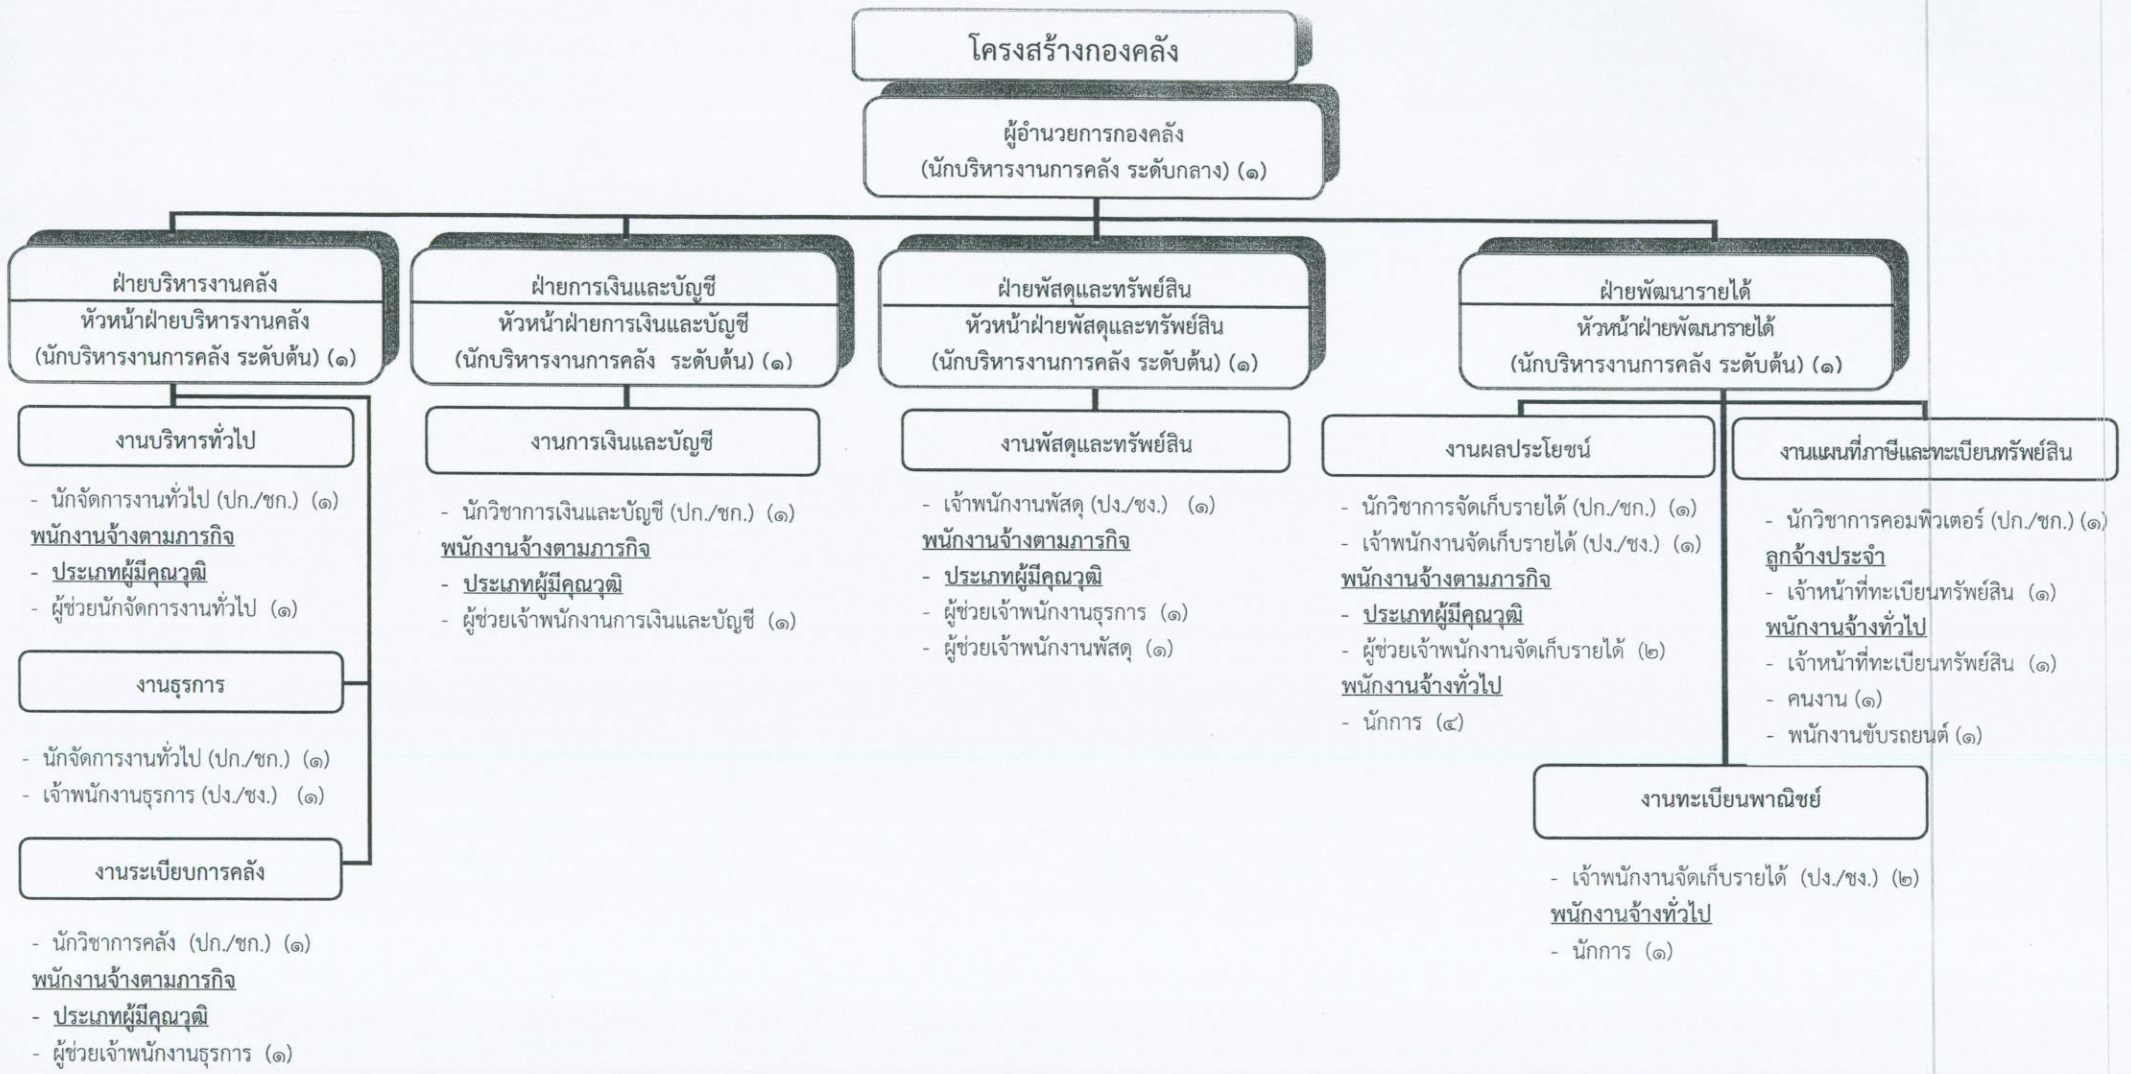 โครงสร้างกองคลัง
ผู้อำนวยการกองคลัง
(นักบริหารงานการคลัง ระดับกลาง) (๑)
ฝ่ายบริหารงานคลัง
หัวหน้าฝ่ายบริหารงานคลัง
(นักบริหารงานการคลัง ระดับต้น) (๑)
งานบริหารทั่วไป
- นักจัดการงานทั่วไป (ปก./ชก.) (๑)
พนักงานจ้างตามภารกิจ
- ประเภทผู้มีคุณวุฒิ
- ผู้ช่วยนักจัดการงานทั่วไป (๑)
งานธุรการ
- นักจัดการงานทั่วไป (ปก./ชก.) (๑)
- เจ้าพนักงานธุรการ (ปง./ชง.) (๑)
งานระเบียบการคลัง
- นักวิชาการคลัง (ปก./ชก.) (๑)
พนักงานจ้างตามภารกิจ
- ประเภทผู้มีคุณวุฒิ
- ผู้ช่วยเจ้าพนักงานธุรการ (๑)
ฝ่ายการเงินและบัญชี
หัวหน้าฝ่ายการเงินและบัญชี
(นักบริหารงานการคลัง ระดับต้น) (๑)
งานการเงินและบัญชี
- นักวิชาการเงินและบัญชี (ปก./ชก.) (๑)
พนักงานจ้างตามภารกิจ
- ประเภทผู้มีคุณวุฒิ
- ผู้ช่วยเจ้าพนักงานการเงินและบัญชี (๑)
ฝ่ายพัสดุและทรัพย์สิน
หัวหน้าฝ่ายพัสดุและทรัพย์สิน
(นักบริหารงานการคลัง ระดับต้น) (๑)
งานพัสดุและทรัพย์สิน
- เจ้าพนักงานพัสดุ (ปง./ชง.) (๑)
พนักงานจ้างตามภารกิจ
- ประเภทผู้มีคุณวุฒิ
- ผู้ช่วยเจ้าพนักงานธุรการ (๑)
- ผู้ช่วยเจ้าพนักงานพัสดุ (๑)
ฝ่ายพัฒนารายได้
หัวหน้าฝ่ายพัฒนารายได้
(นักบริหารงานการคลัง ระดับต้น) (๑)
งานผลประโยชน์
- นักวิชาการจัดเก็บรายได้ (ปก./ชก.) (๑)
- เจ้าพนักงานจัดเก็บรายได้ (ปง./ชง.) (๑)
พนักงานจ้างตามภารกิจ
- ประเภทผู้มีคุณวุฒิ
- ผู้ช่วยเจ้าพนักงานจัดเก็บรายได้ (๒)
พนักงานจ้างทั่วไป
- นักการ (๔)
งานแผนที่ภาษีและทะเบียนทรัพย์สิน
- นักวิชาการคอมพิวเตอร์ (ปก./ชก.) (๑)
ลูกจ้างประจำ
- เจ้าหน้าที่ทะเบียนทรัพย์สิน (๑)
พนักงานจ้างทั่วไป
- เจ้าหน้าที่ทะเบียนทรัพย์สิน (๑)
- คนงาน (๑)
- พนักงานขับรถยนต์ (๑)
งานทะเบียนพาณิชย์
- เจ้าพนักงานจัดเก็บรายได้ (ปง./ชง.) (๒)
พนักงานจ้างทั่วไป
- นักการ (๑)